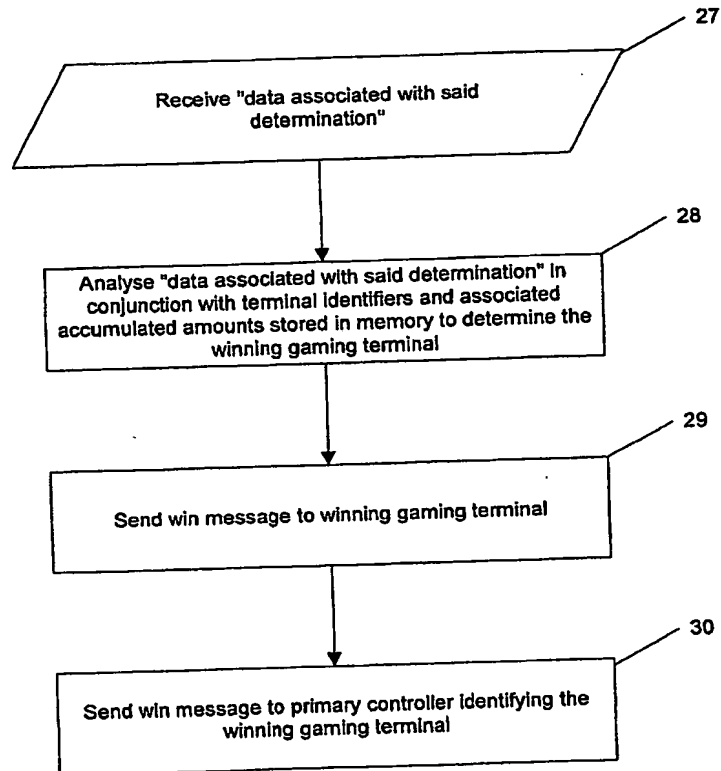 27
Receive "data associated with said
determination"
28
Analyse "data associated with said determination" in
conjunction with terminal identifiers and associated
accumulated amounts stored in memory to determine the
winning gaming terminal
29
Send win message to winning gaming terminal
30
Send win message to primary controller identifying the
winning gaming terminal